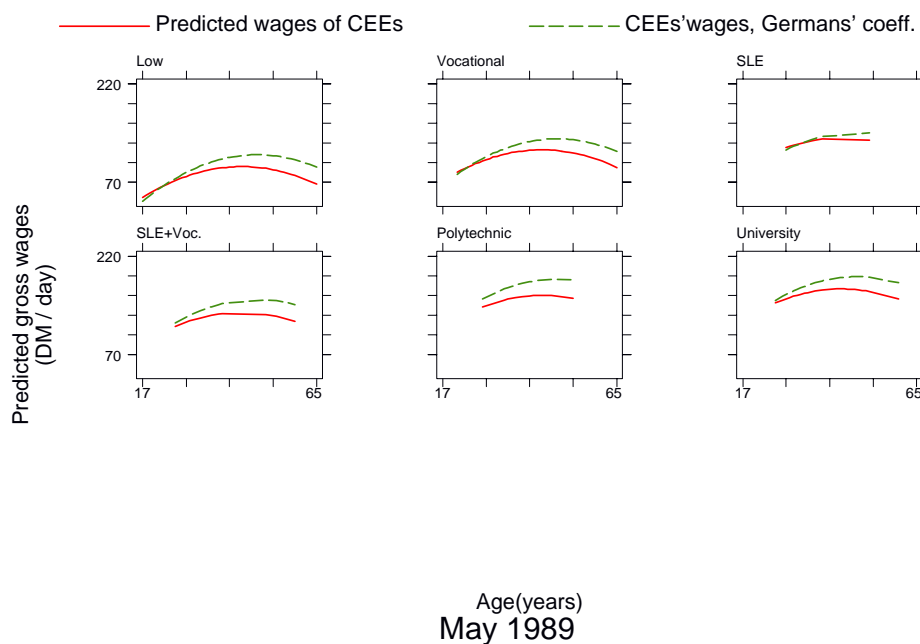 Predicted wages of CEEs
CEEs'wages, Germans' coeff.
Low
Vocational
SLE
220
70
SLE+Voc.
Polytechnic
University
220
70
17
65
17
65
17
65
Predicted gross wages
(DM / day)
Age(years)
May 1989